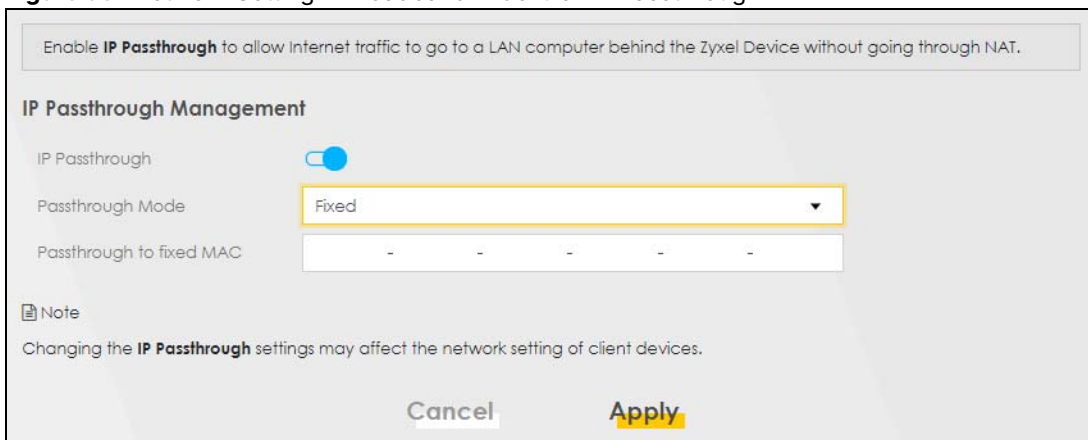 Enable IP Passthrough to allow Internet traffic to go to a LAN computer behind the Zyxel Device without going through NAT.
IP Passthrough Management
IP Passthrough
Passthrough Mode Fixed
Passthrough to fixed MAC - - - - -
Note
Changing the IP Passthrough settings may affect the network setting of client devices.
Cancel Apply